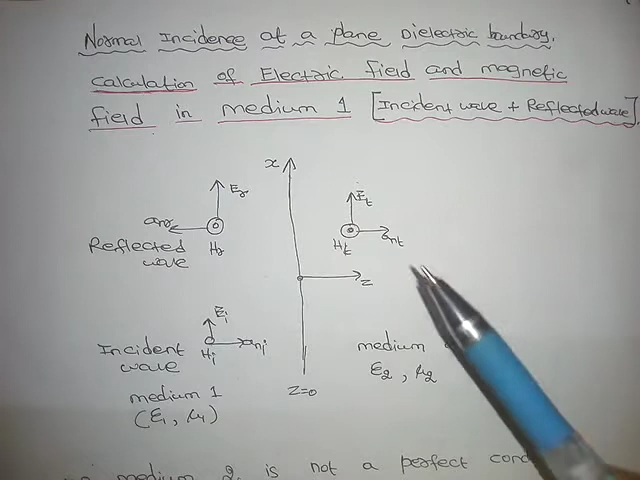 Normal Incidence at a plane Dielectric boundary.
Calculation of Electric field and magnetic
field in medium 1 [Incident wave + Reflected wave].
x
Er
anr
Hr
Reflected
wave
Et
ant
Ht
z
Ei
ani
Hi
Incident
wave
medium 1
(ε1, μ1)
medium
ε2, μ2
z=0
medium 2 is not a perfect